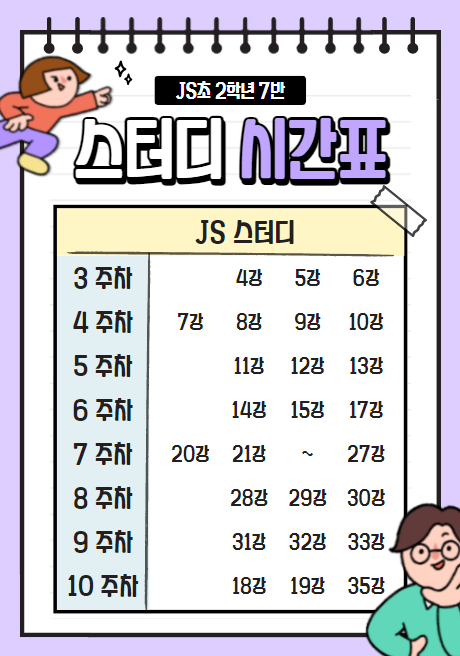 JS초 2학년 7반
스터디 시간표
JS 스터디
3 주차 4강 5강 6강
4 주차 7강 8강 9강 10강
5 주차 11강 12강 13강
6 주차 14강 15강 17강
7 주차 20강 21강 ~ 27강
8 주차 28강 29강 30강
9 주차 31강 32강 33강
10 주차 18강 19강 35강